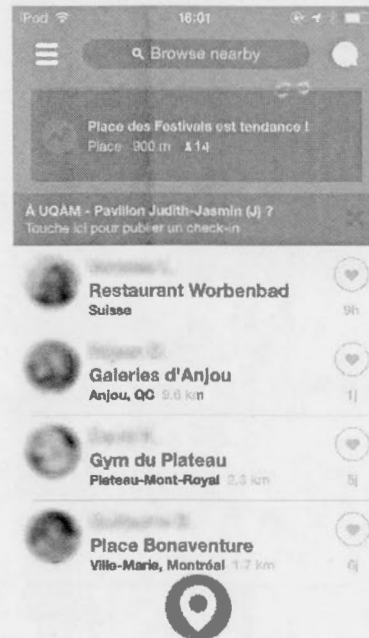 iPod 16:01
Browse nearby
Place des Festivals est tendance !
Place 900 m 14
À UQÀM - Pavillon Judith-Jasmin (J) ?
Touche ici pour publier un check-in
Restaurant Worbenbad
Suisse
9h
Galeries d'Anjou
Anjou, QC 9.6 km
1j
Gym du Plateau
Plateau-Mont-Royal 2.3 km
5j
Place Bonaventure
Ville-Marie, Montréal 1.7 km
6j